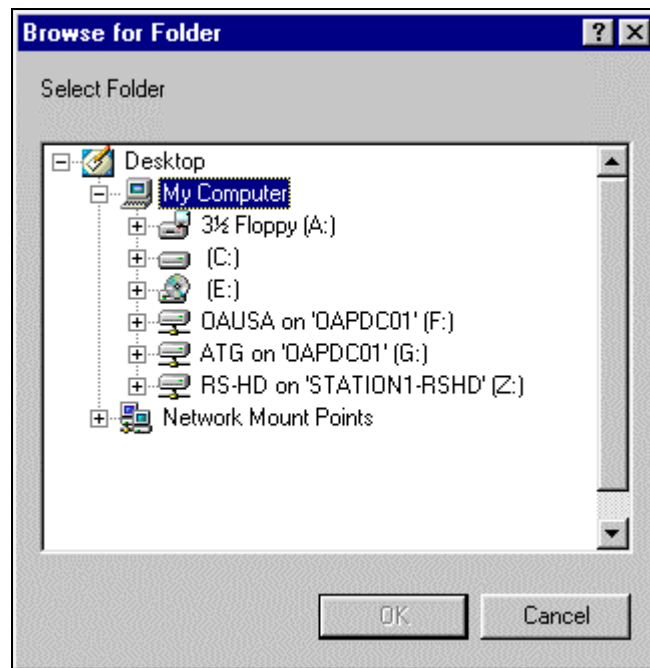 Browse for Folder
Select Folder
Desktop
My Computer
3½ Floppy (A:)
(C:)
(E:)
OAUSA on 'OAPDC01' (F:)
ATG on 'OAPDC01' (G:)
RS-HD on 'STATION1-RSHD' (Z:)
Network Mount Points
OK
Cancel